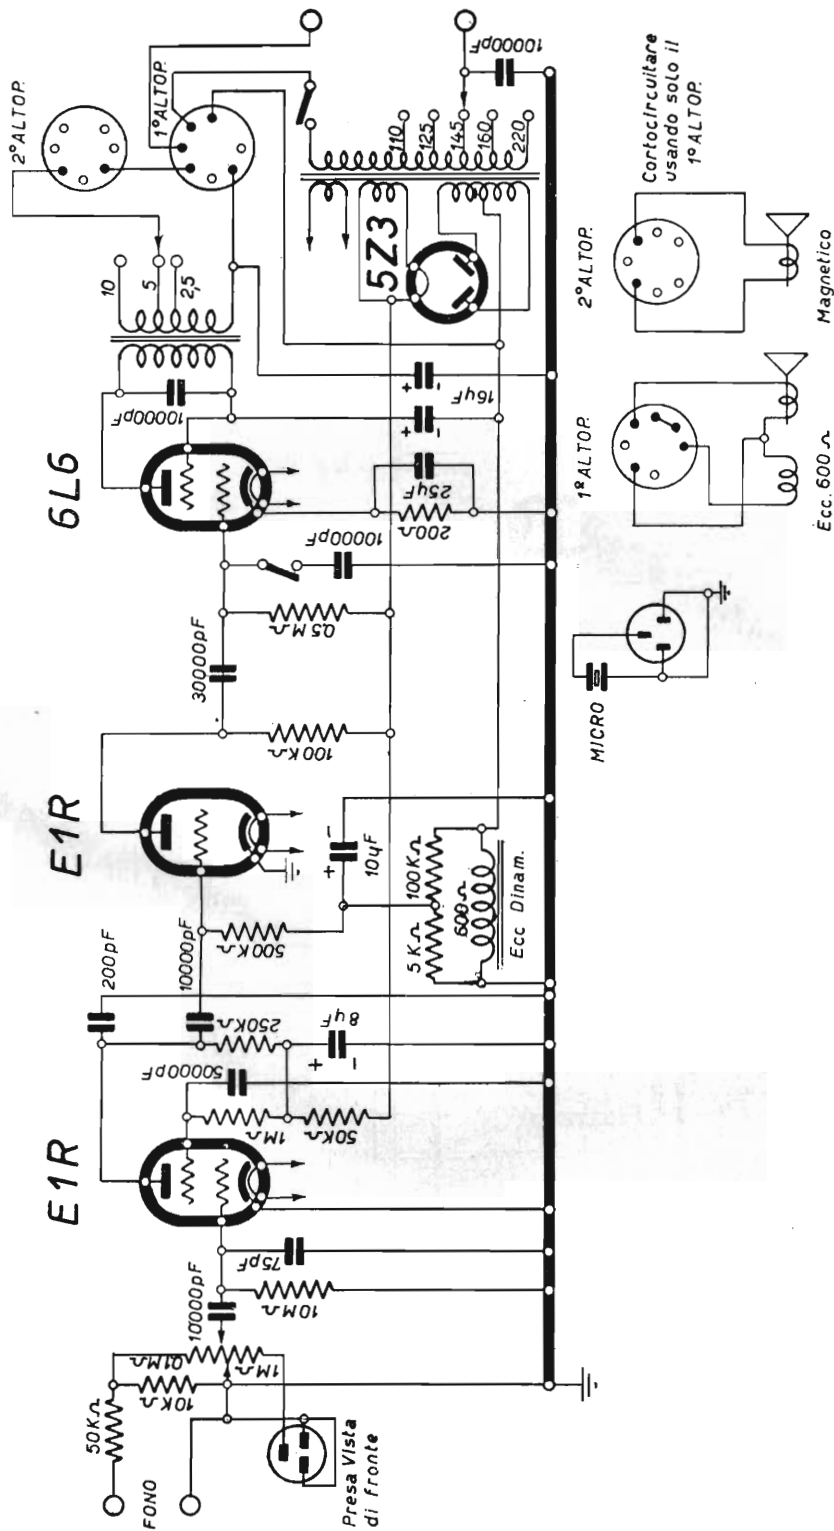 E1R
E1R
6L6
5Z3
50KΩ
FONO
10KΩ
0,1MΩ
1MΩ
Presa Vista
di fronte
10000pF
10MΩ
75pF
50000pF
1MΩ
50KΩ
250KΩ
200pF
10000pF
+
8µF
-
500KΩ
+
-
10µF
5KΩ
100KΩ
600Ω
Ecc Dinam.
100KΩ
30000pF
0,5MΩ
10000pF
200Ω
25µF
10000pF
+
-
+
-
16µF
10
5
2,5
2°ALTOP.
1°ALTOP.
110
125
145
160
220
10000pF
MICRO
1°ALTOP.
Ecc. 600Ω
2°ALTOP.
Magnetico
Cortocircuitare
usando solo il
1°ALTOP.